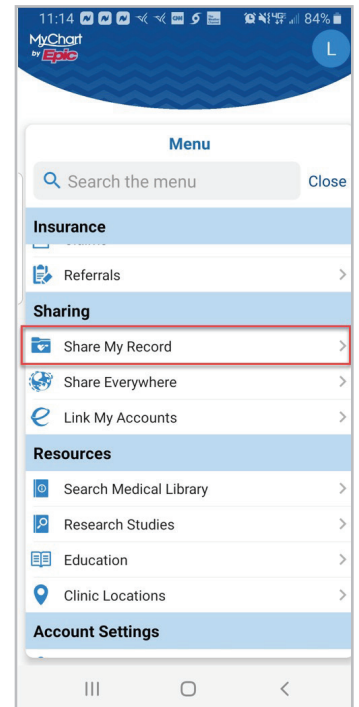 11:14
84%
MyChart
by Epic
L
Menu
Search the menu
Close
Insurance
Referrals
Sharing
Share My Record
Share Everywhere
Link My Accounts
Resources
Search Medical Library
Research Studies
Education
Clinic Locations
Account Settings